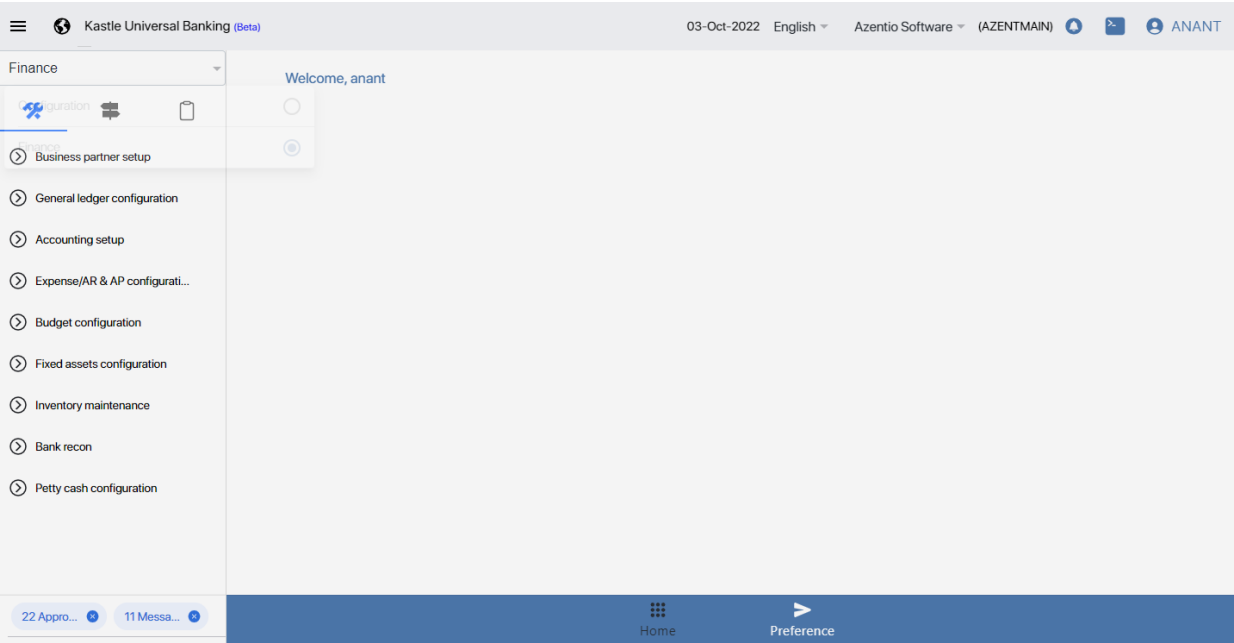 Kastle Universal Banking (Beta)
03-Oct-2022 English Azentio Software (AZENTMAIN) ANANT
Finance
Welcome, anant
Configuration
Finance
Business partner setup
General ledger configuration
Accounting setup
Expense/AR & AP configurati...
Budget configuration
Fixed assets configuration
Inventory maintenance
Bank recon
Petty cash configuration
22 Appro...
11 Messa...
Home
Preference